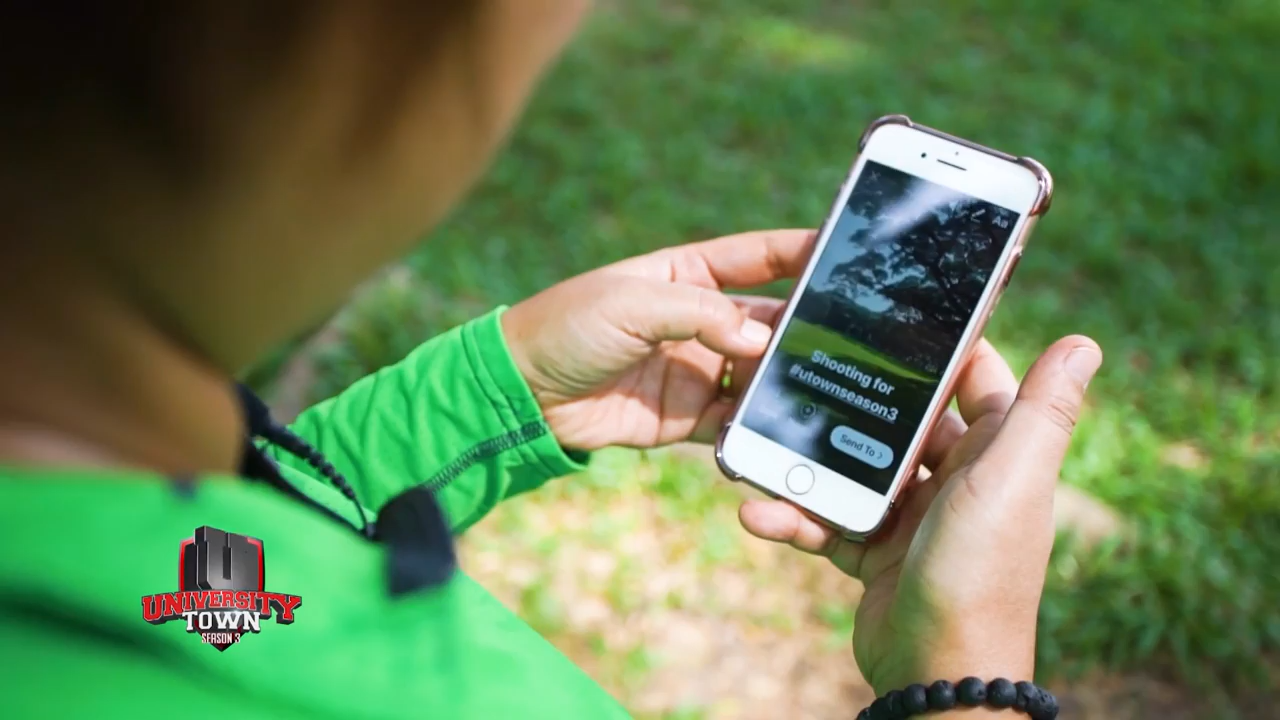 Aa
Shooting for
#utownseason3
Send To >
U
UNIVERSITY
TOWN
SEASON 3